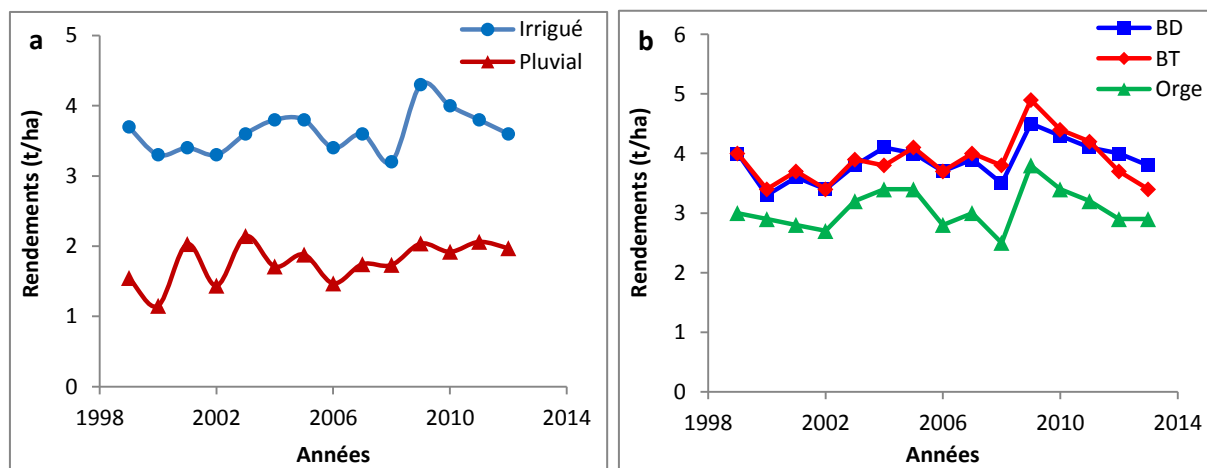 a
Irrigué
Pluvial
Rendements (t/ha)
5
4
3
2
1
0
1998 2002 2006 2010 2014
Années
b
BD
BT
Orge
Rendements (t/ha)
6
5
4
3
2
1
0
1998 2002 2006 2010 2014
Années